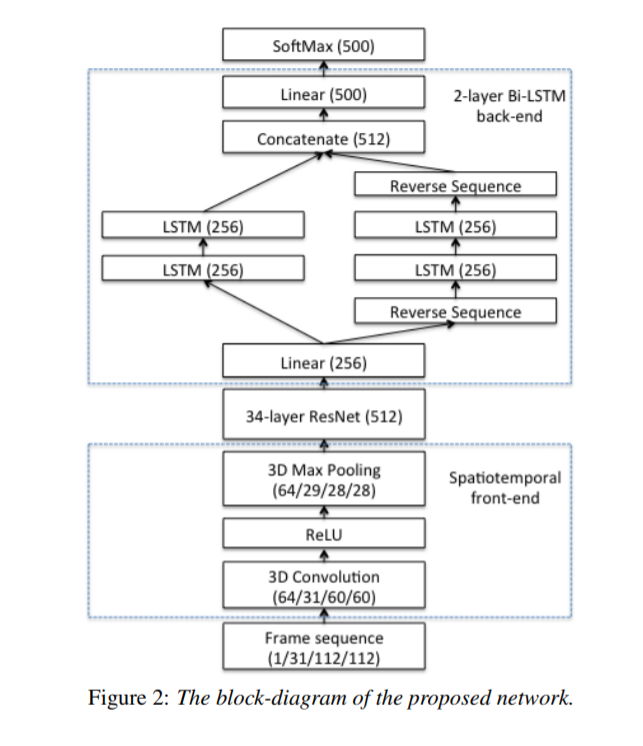 SoftMax (500)
Linear (500)
2-layer Bi-LSTM
back-end
Concatenate (512)
Reverse Sequence
LSTM (256)
LSTM (256)
LSTM (256)
LSTM (256)
Reverse Sequence
Linear (256)
34-layer ResNet (512)
3D Max Pooling
(64/29/28/28)
Spatiotemporal
front-end
ReLU
3D Convolution
(64/31/60/60)
Frame sequence
(1/31/112/112)
Figure 2: The block-diagram of the proposed network.